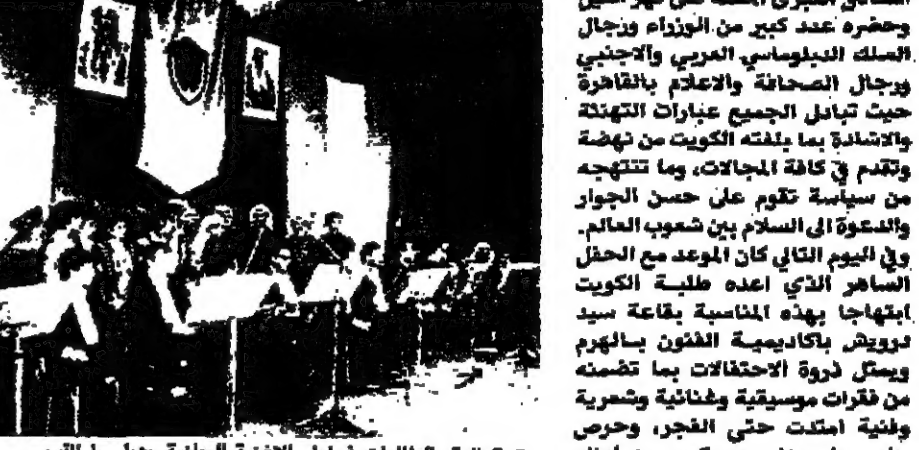 وحضره عدد كبير من الوزراء ورجال
السلك الدبلوماسي العربي والاجنبي
ورجال الصحافة والاعلام بالقاهرة
حيث تبادل الجميع عبارات التهنئة
والاشادة بما بلغته الكويت من نهضة
وتقدم في كافة المجالات، وما تنتهجه
من سياسة تقوم على حسن الجوار
والدعوة الى السلام بين شعوب العالم.
وفي اليوم التالي كان الموعد مع الحفل
الساهر الذي اعده طلبة الكويت
ابتهاجا بهذه المناسبة بقاعة سيد
درويش باكاديمية الفنون بالهرم
ويمثل ذروة الاحتفالات بما تضمنه
من فقرات موسيقية وغنائية وشعرية
وفنية امتدت حتى الفجر، وحرص